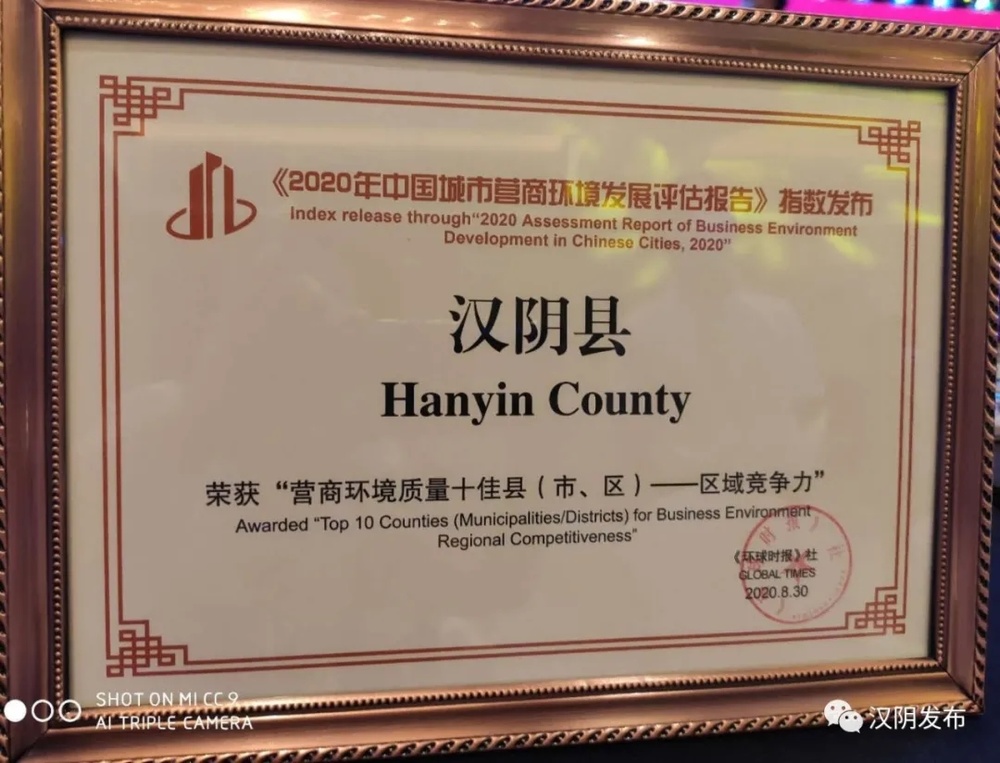 《2020年中国城市营商环境发展评估报告》指数发布
Index release through“2020 Assessment Report of Business Environment
Development in Chinese Cities, 2020”
汉阴县
Hanyin County
荣获“营商环境质量十佳县（市、区）——区域竞争力”
Awarded “Top 10 Counties (Municipalities/Districts) for Business Environment
Regional Competitiveness”
《环球时报》社
GLOBAL TIMES
2020.8.30
SHOT ON MI CC 9
AI TRIPLE CAMERA
汉阴发布